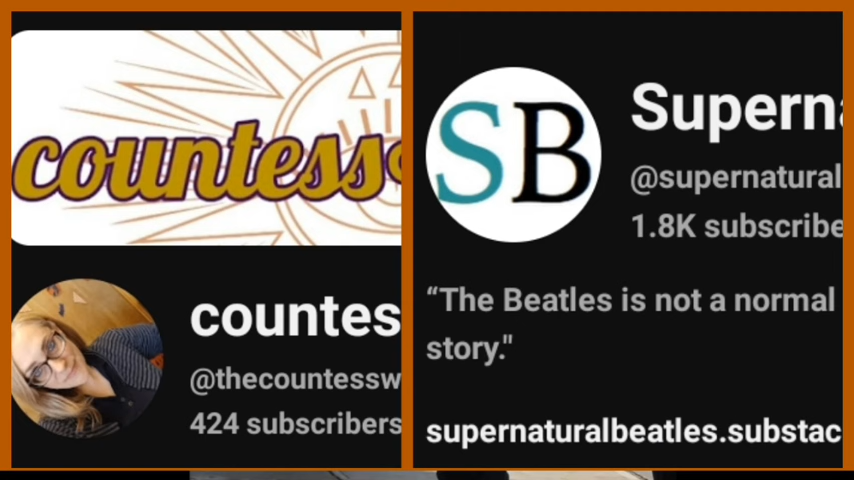 countess
countes
@thecountessw
424 subscribers
SB
Superna
@supernatural
1.8K subscribe
“The Beatles is not a normal
story."
supernaturalbeatles.substac